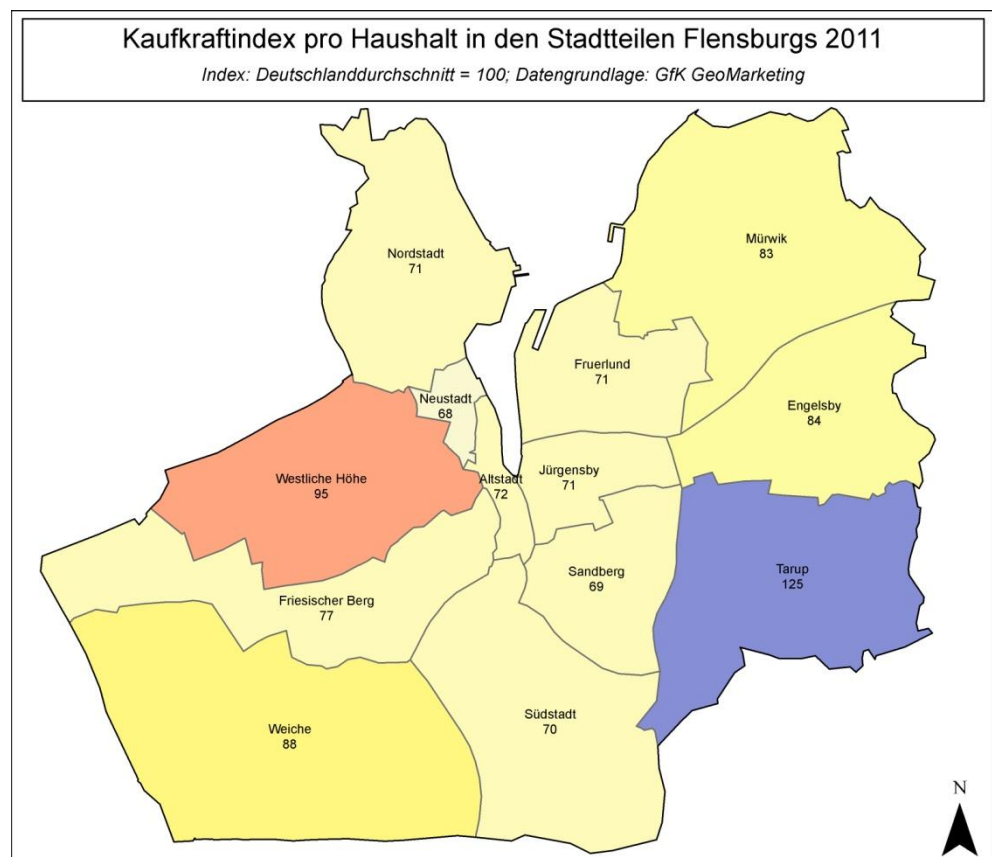 Kaufkraftindex pro Haushalt in den Stadtteilen Flensburgs 2011
Index: Deutschlanddurchschnitt = 100; Datengrundlage: GfK GeoMarketing
Nordstadt
71
Mürwik
83
Fruerlund
71
Neustadt
68
Engelsby
84
Westliche Höhe
95
Altstadt
72
Jürgensby
71
Sandberg
69
Tarup
125
Friesischer Berg
77
Südstadt
70
Weiche
88
N